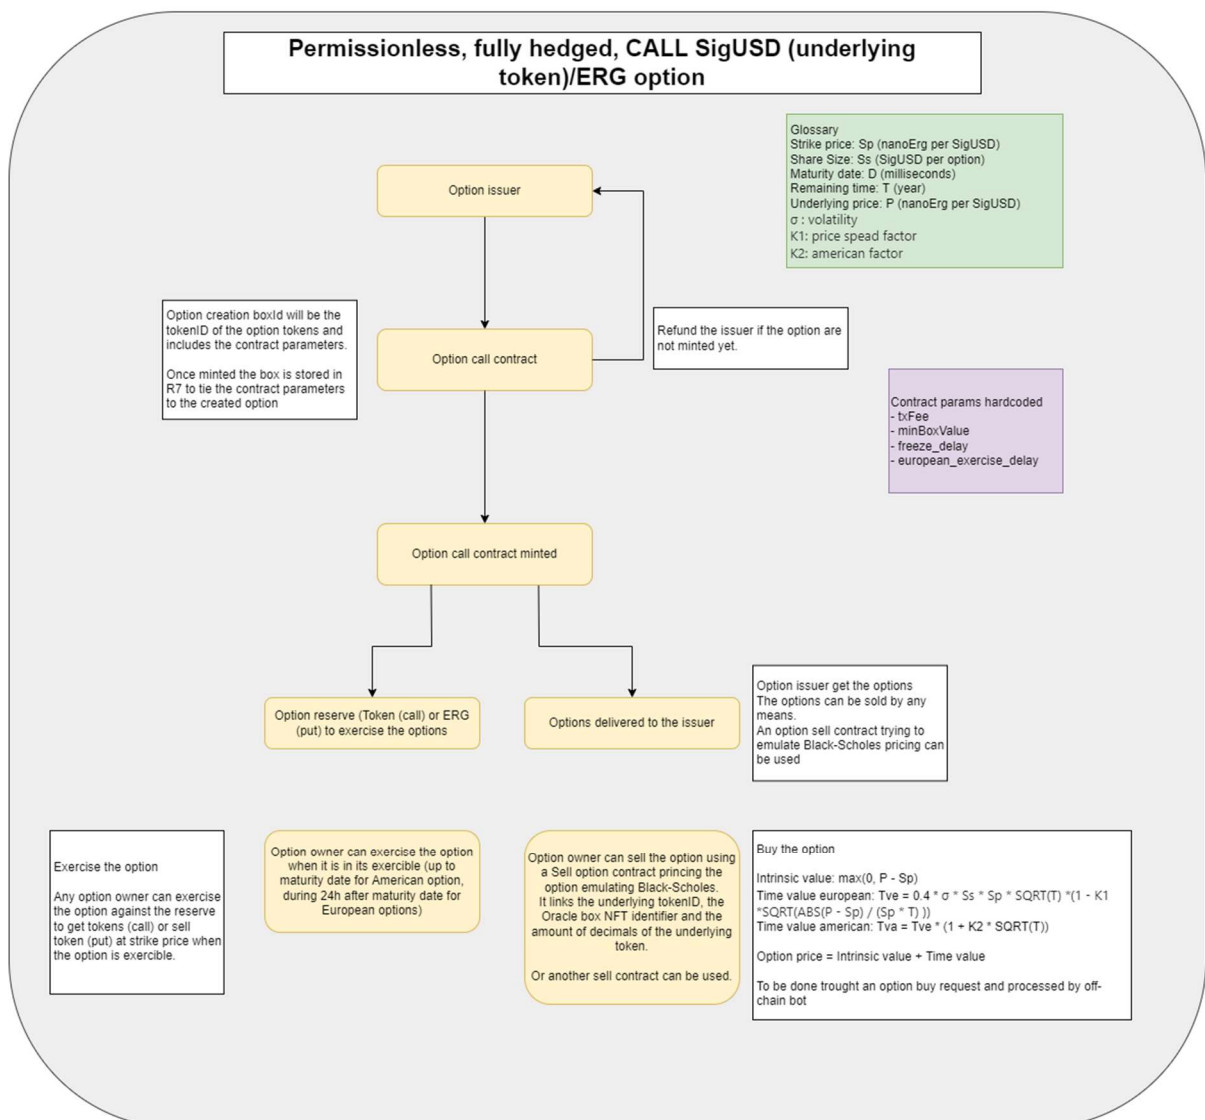 Permissionless, fully hedged, CALL SigUSD (underlying
token)/ERG option
Glossary
Strike price: Sp (nanoErg per SigUSD)
Share Size: Ss (SigUSD per option)
Maturity date: D (milliseconds)
Remaining time: T (year)
Underlying price: P (nanoErg per SigUSD)
σ : volatility
K1: price spead factor
K2: american factor
Option issuer
Option creation boxId will be the
tokenID of the option tokens and
includes the contract parameters.
Once minted the box is stored in
R7 to tie the contract parameters
to the created option
Option call contract
Refund the issuer if the option are
not minted yet.
Contract params hardcoded
- txFee
- minBoxValue
- freeze_delay
- european_exercise_delay
Option call contract minted
Option reserve (Token (call) or ERG
(put) to exercise the options
Options delivered to the issuer
Option issuer get the options
The options can be sold by any
means.
An option sell contract trying to
emulate Black-Scholes pricing can
be used
Exercise the option
Any option owner can exercise
the option against the reserve
to get tokens (call) or sell
token (put) at strike price when
the option is exercible.
Option owner can exercise the option
when it is in its exercible (up to
maturity date for American option,
during 24h after maturity date for
European options)
Option owner can sell the option using
a Sell option contract princing the
option emulating Black-Scholes.
It links the underlying tokenID, the
Oracle box NFT identifier and the
amount of decimals of the underlying
token.
Or another sell contract can be used.
Buy the option
Intrinsic value: max(0, P - Sp)
Time value european: Tve = 0.4 * σ * Ss * Sp * SQRT(T) *(1 - K1
*SQRT(ABS(P - Sp) / (Sp * T) ))
Time value american: Tva = Tve * (1 + K2 * SQRT(T))
Option price = Intrinsic value + Time value
To be done trought an option buy request and processed by off-
chain bot